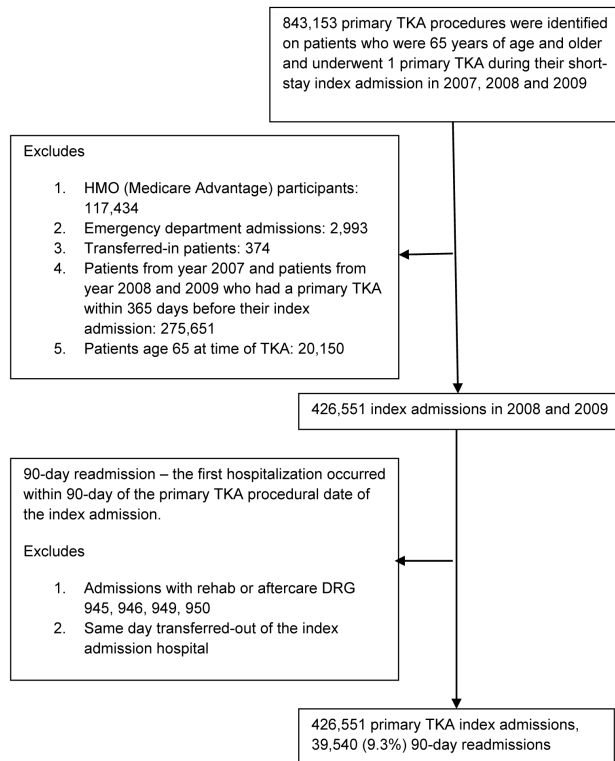 843,153 primary TKA procedures were identified
on patients who were 65 years of age and older
and underwent 1 primary TKA during their short-
stay index admission in 2007, 2008 and 2009
Excludes
1. HMO (Medicare Advantage) participants:
117,434
2. Emergency department admissions: 2,993
3. Transferred-in patients: 374
4. Patients from year 2007 and patients from
year 2008 and 2009 who had a primary TKA
within 365 days before their index
admission: 275,651
5. Patients age 65 at time of TKA: 20,150
426,551 index admissions in 2008 and 2009
90-day readmission – the first hospitalization occurred
within 90-day of the primary TKA procedural date of
the index admission.
Excludes
1. Admissions with rehab or aftercare DRG
945, 946, 949, 950
2. Same day transferred-out of the index
admission hospital
426,551 primary TKA index admissions,
39,540 (9.3%) 90-day readmissions